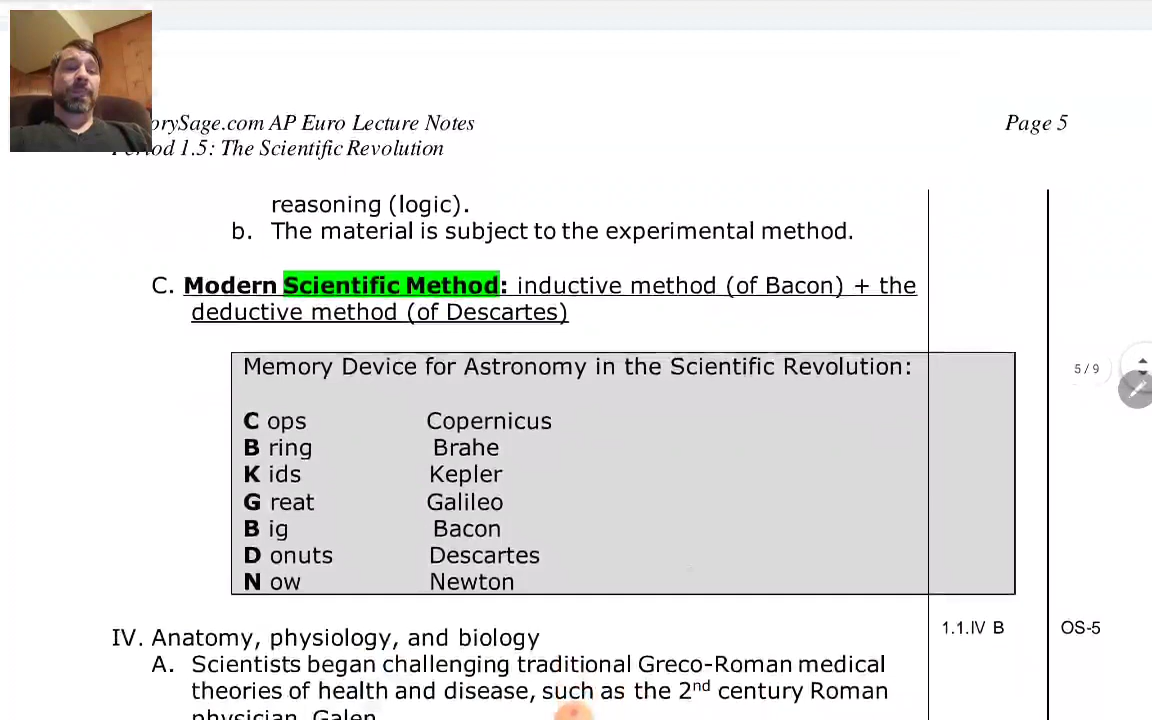 orySage.com AP Euro Lecture Notes Page 5
Period 1.5: The Scientific Revolution
reasoning (logic).
b. The material is subject to the experimental method.
C. Modern Scientific Method: inductive method (of Bacon) + the
deductive method (of Descartes)
5 / 9
Memory Device for Astronomy in the Scientific Revolution:
C ops Copernicus
B ring Brahe
K ids Kepler
G reat Galileo
B ig Bacon
D onuts Descartes
N ow Newton
IV. Anatomy, physiology, and biology 1.1.IV B OS-5
A. Scientists began challenging traditional Greco-Roman medical
theories of health and disease, such as the 2nd century Roman
physician, Galen